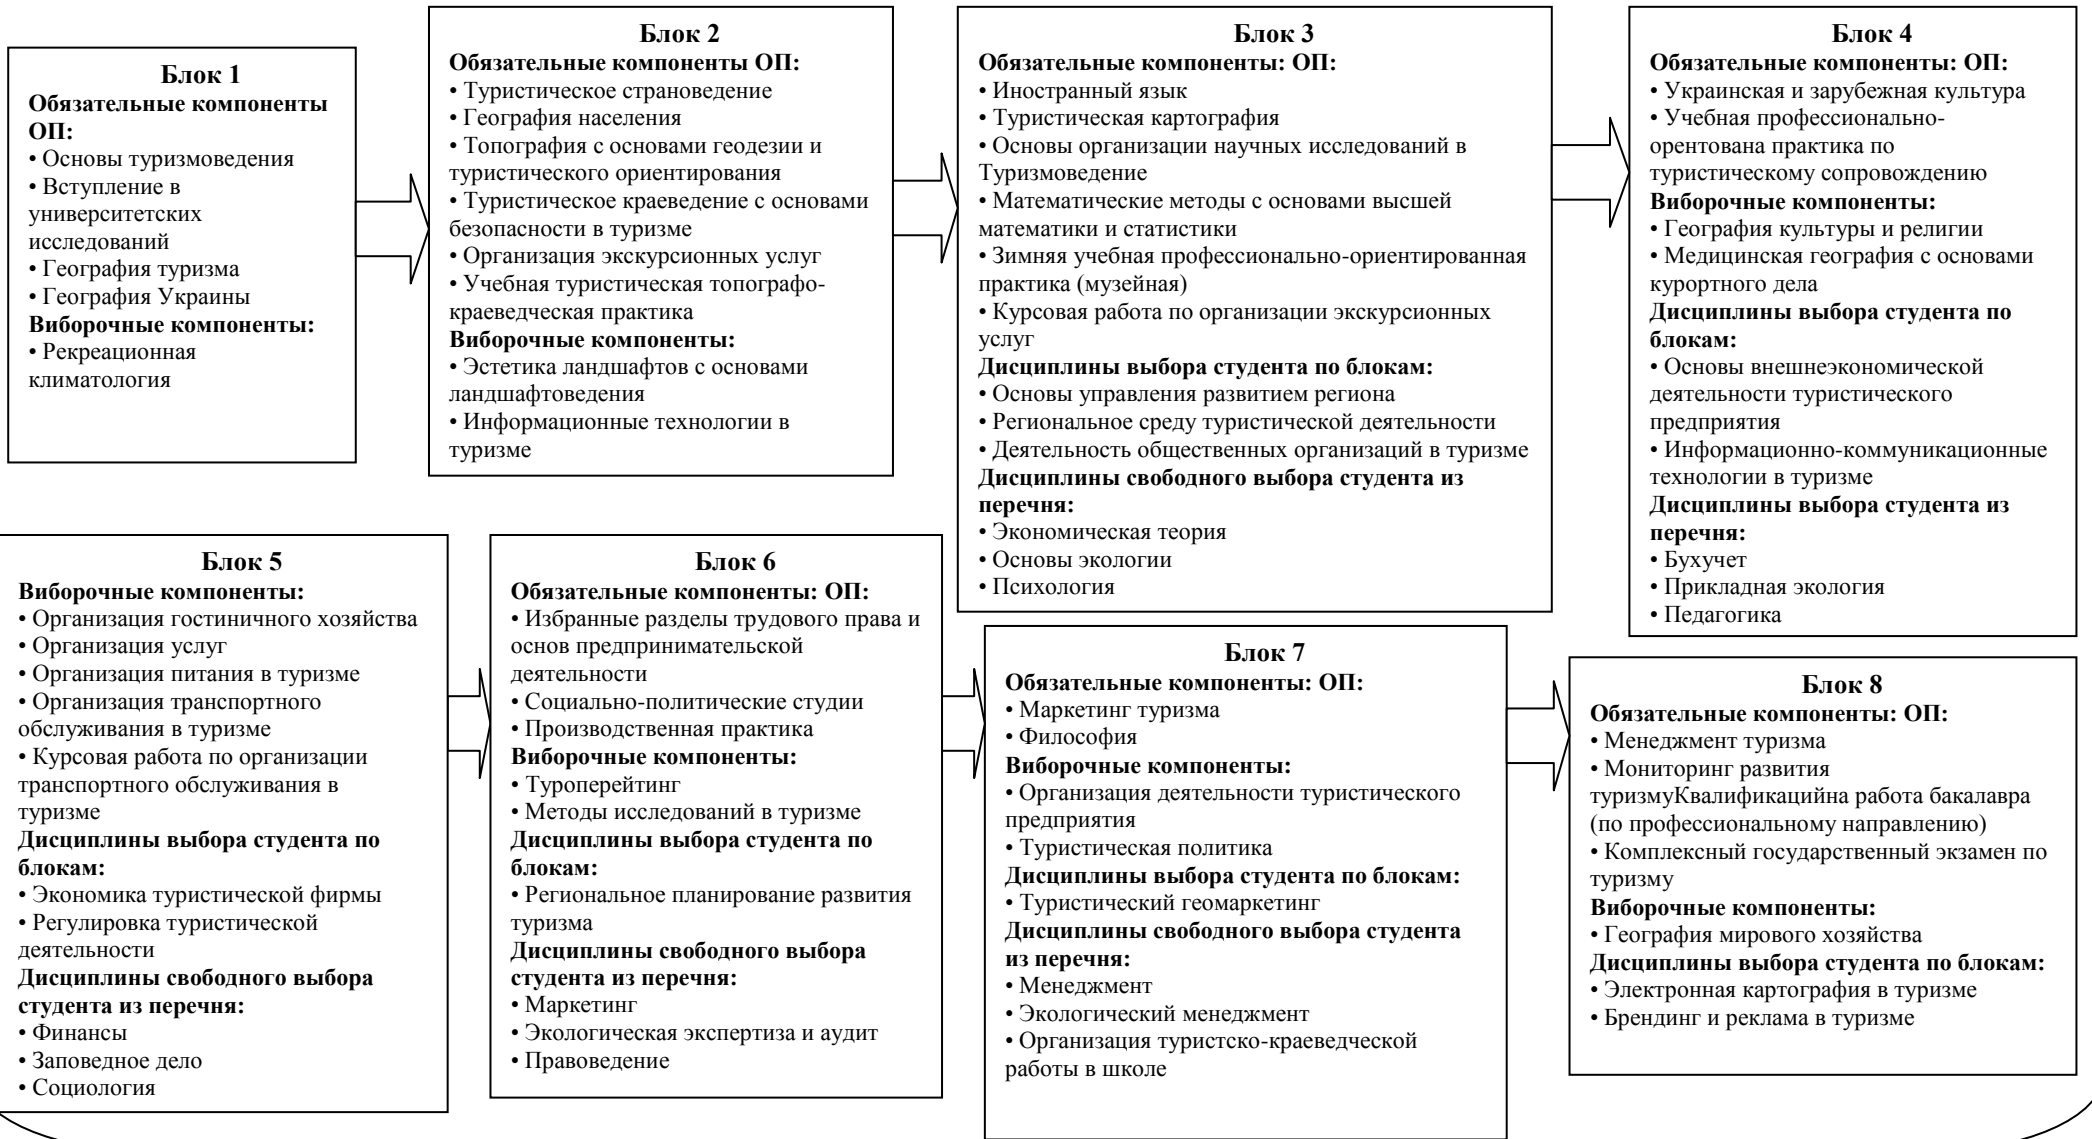 Блок 1
Обязательные компоненты
ОП:
• Основы туризмоведения
• Вступление в
университетских
исследований
• География туризма
• География Украины
Виборочные компоненты:
• Рекреационная
климатология
Блок 2
Обязательные компоненты ОП:
• Туристическое страноведение
• География населения
• Топография с основами геодезии и
туристического ориентирования
• Туристическое краеведение с основами
безопасности в туризме
• Организация экскурсионных услуг
• Учебная туристическая топографо-
краеведческая практика
Виборочные компоненты:
• Эстетика ландшафтов с основами
ландшафтоведения
• Информационные технологии в
туризме
Блок 3
Обязательные компоненты: ОП:
• Иностранный язык
• Туристическая картография
• Основы организации научных исследований в
Туризмоведение
• Математические методы с основами высшей
математики и статистики
• Зимняя учебная профессионально-ориентированная
практика (музейная)
• Курсовая работа по организации экскурсионных
услуг
Дисциплины выбора студента по блокам:
• Основы управления развитием региона
• Региональное среду туристической деятельности
• Деятельность общественных организаций в туризме
Дисциплины свободного выбора студента из
перечня:
• Экономическая теория
• Основы экологии
• Психология
Блок 4
Обязательные компоненты: ОП:
• Украинская и зарубежная культура
• Учебная профессионально-
орентована практика по
туристическому сопровождению
Виборочные компоненты:
• География культуры и религии
• Медицинская география с основами
курортного дела
Дисциплины выбора студента по
блокам:
• Основы внешнеэкономической
деятельности туристического
предприятия
• Информационно-коммуникационные
технологии в туризме
Дисциплины выбора студента из
перечня:
• Бухучет
• Прикладная экология
• Педагогика
Блок 5
Виборочные компоненты:
• Организация гостиничного хозяйства
• Организация услуг
• Организация питания в туризме
• Организация транспортного
обслуживания в туризме
• Курсовая работа по организации
транспортного обслуживания в
туризме
Дисциплины выбора студента по
блокам:
• Экономика туристической фирмы
• Регулировка туристической
деятельности
Дисциплины свободного выбора
студента из перечня:
• Финансы
• Заповедное дело
• Социология
Блок 6
Обязательные компоненты: ОП:
• Избранные разделы трудового права и
основ предпринимательской
деятельности
• Социально-политические студии
• Производственная практика
Виборочные компоненты:
• Туроперейтинг
• Методы исследований в туризме
Дисциплины выбора студента по
блокам:
• Региональное планирование развития
туризма
Дисциплины свободного выбора
студента из перечня:
• Маркетинг
• Экологическая экспертиза и аудит
• Правоведение
Блок 7
Обязательные компоненты: ОП:
• Маркетинг туризма
• Философия
Виборочные компоненты:
• Организация деятельности туристического
предприятия
• Туристическая политика
Дисциплины выбора студента по блокам:
• Туристический геомаркетинг
Дисциплины свободного выбора студента
из перечня:
• Менеджмент
• Экологический менеджмент
• Организация туристско-краеведческой
работы в школе
Блок 8
Обязательные компоненты: ОП:
• Менеджмент туризма
• Мониторинг развития
туризмуКвалификацийна работа бакалавра
(по профессиональному направлению)
• Комплексный государственный экзамен по
туризму
Виборочные компоненты:
• География мирового хозяйства
Дисциплины выбора студента по блокам:
• Электронная картография в туризме
• Брендинг и реклама в туризме